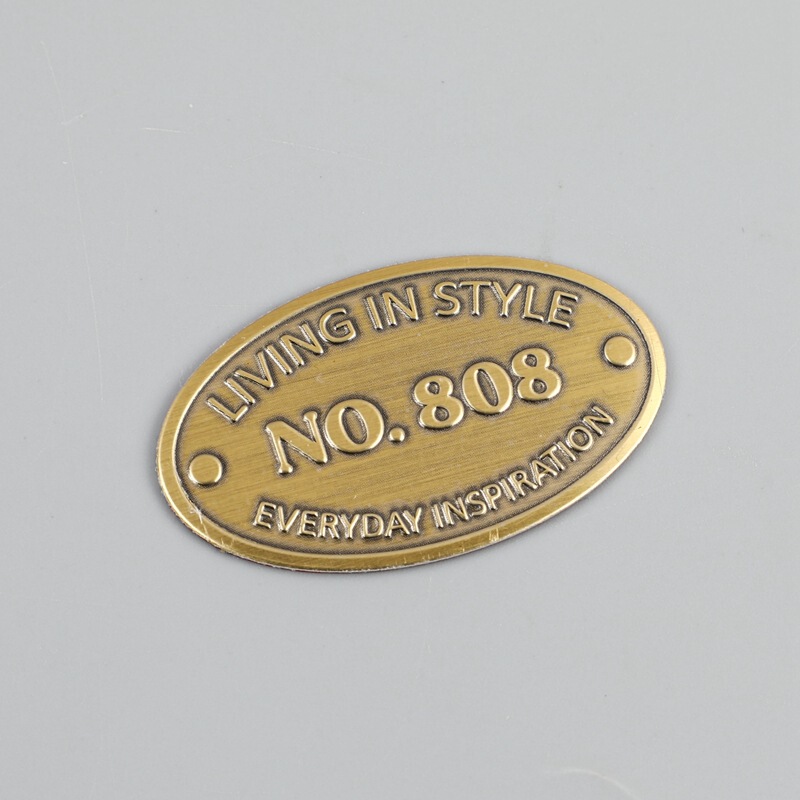 LIVING IN STYLE
NO. 808
EVERYDAY INSPIRATION